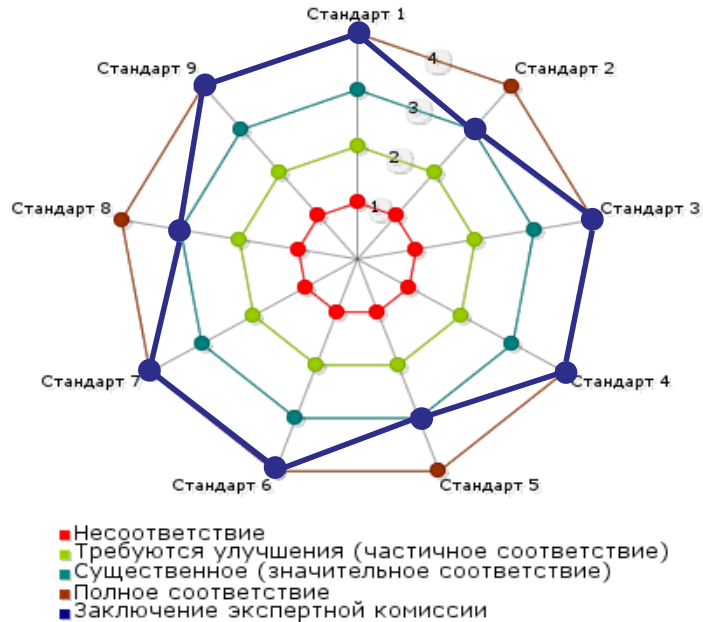 Стандарт 1
Стандарт 9
4
Стандарт 2
3
2
Стандарт 8
1
Стандарт 3
Стандарт 7
Стандарт 4
Стандарт 6
Стандарт 5
Несоответствие
Требуются улучшения (частичное соответствие)
Существенное (значительное соответствие)
Полное соответствие
Заключение экспертной комиссии